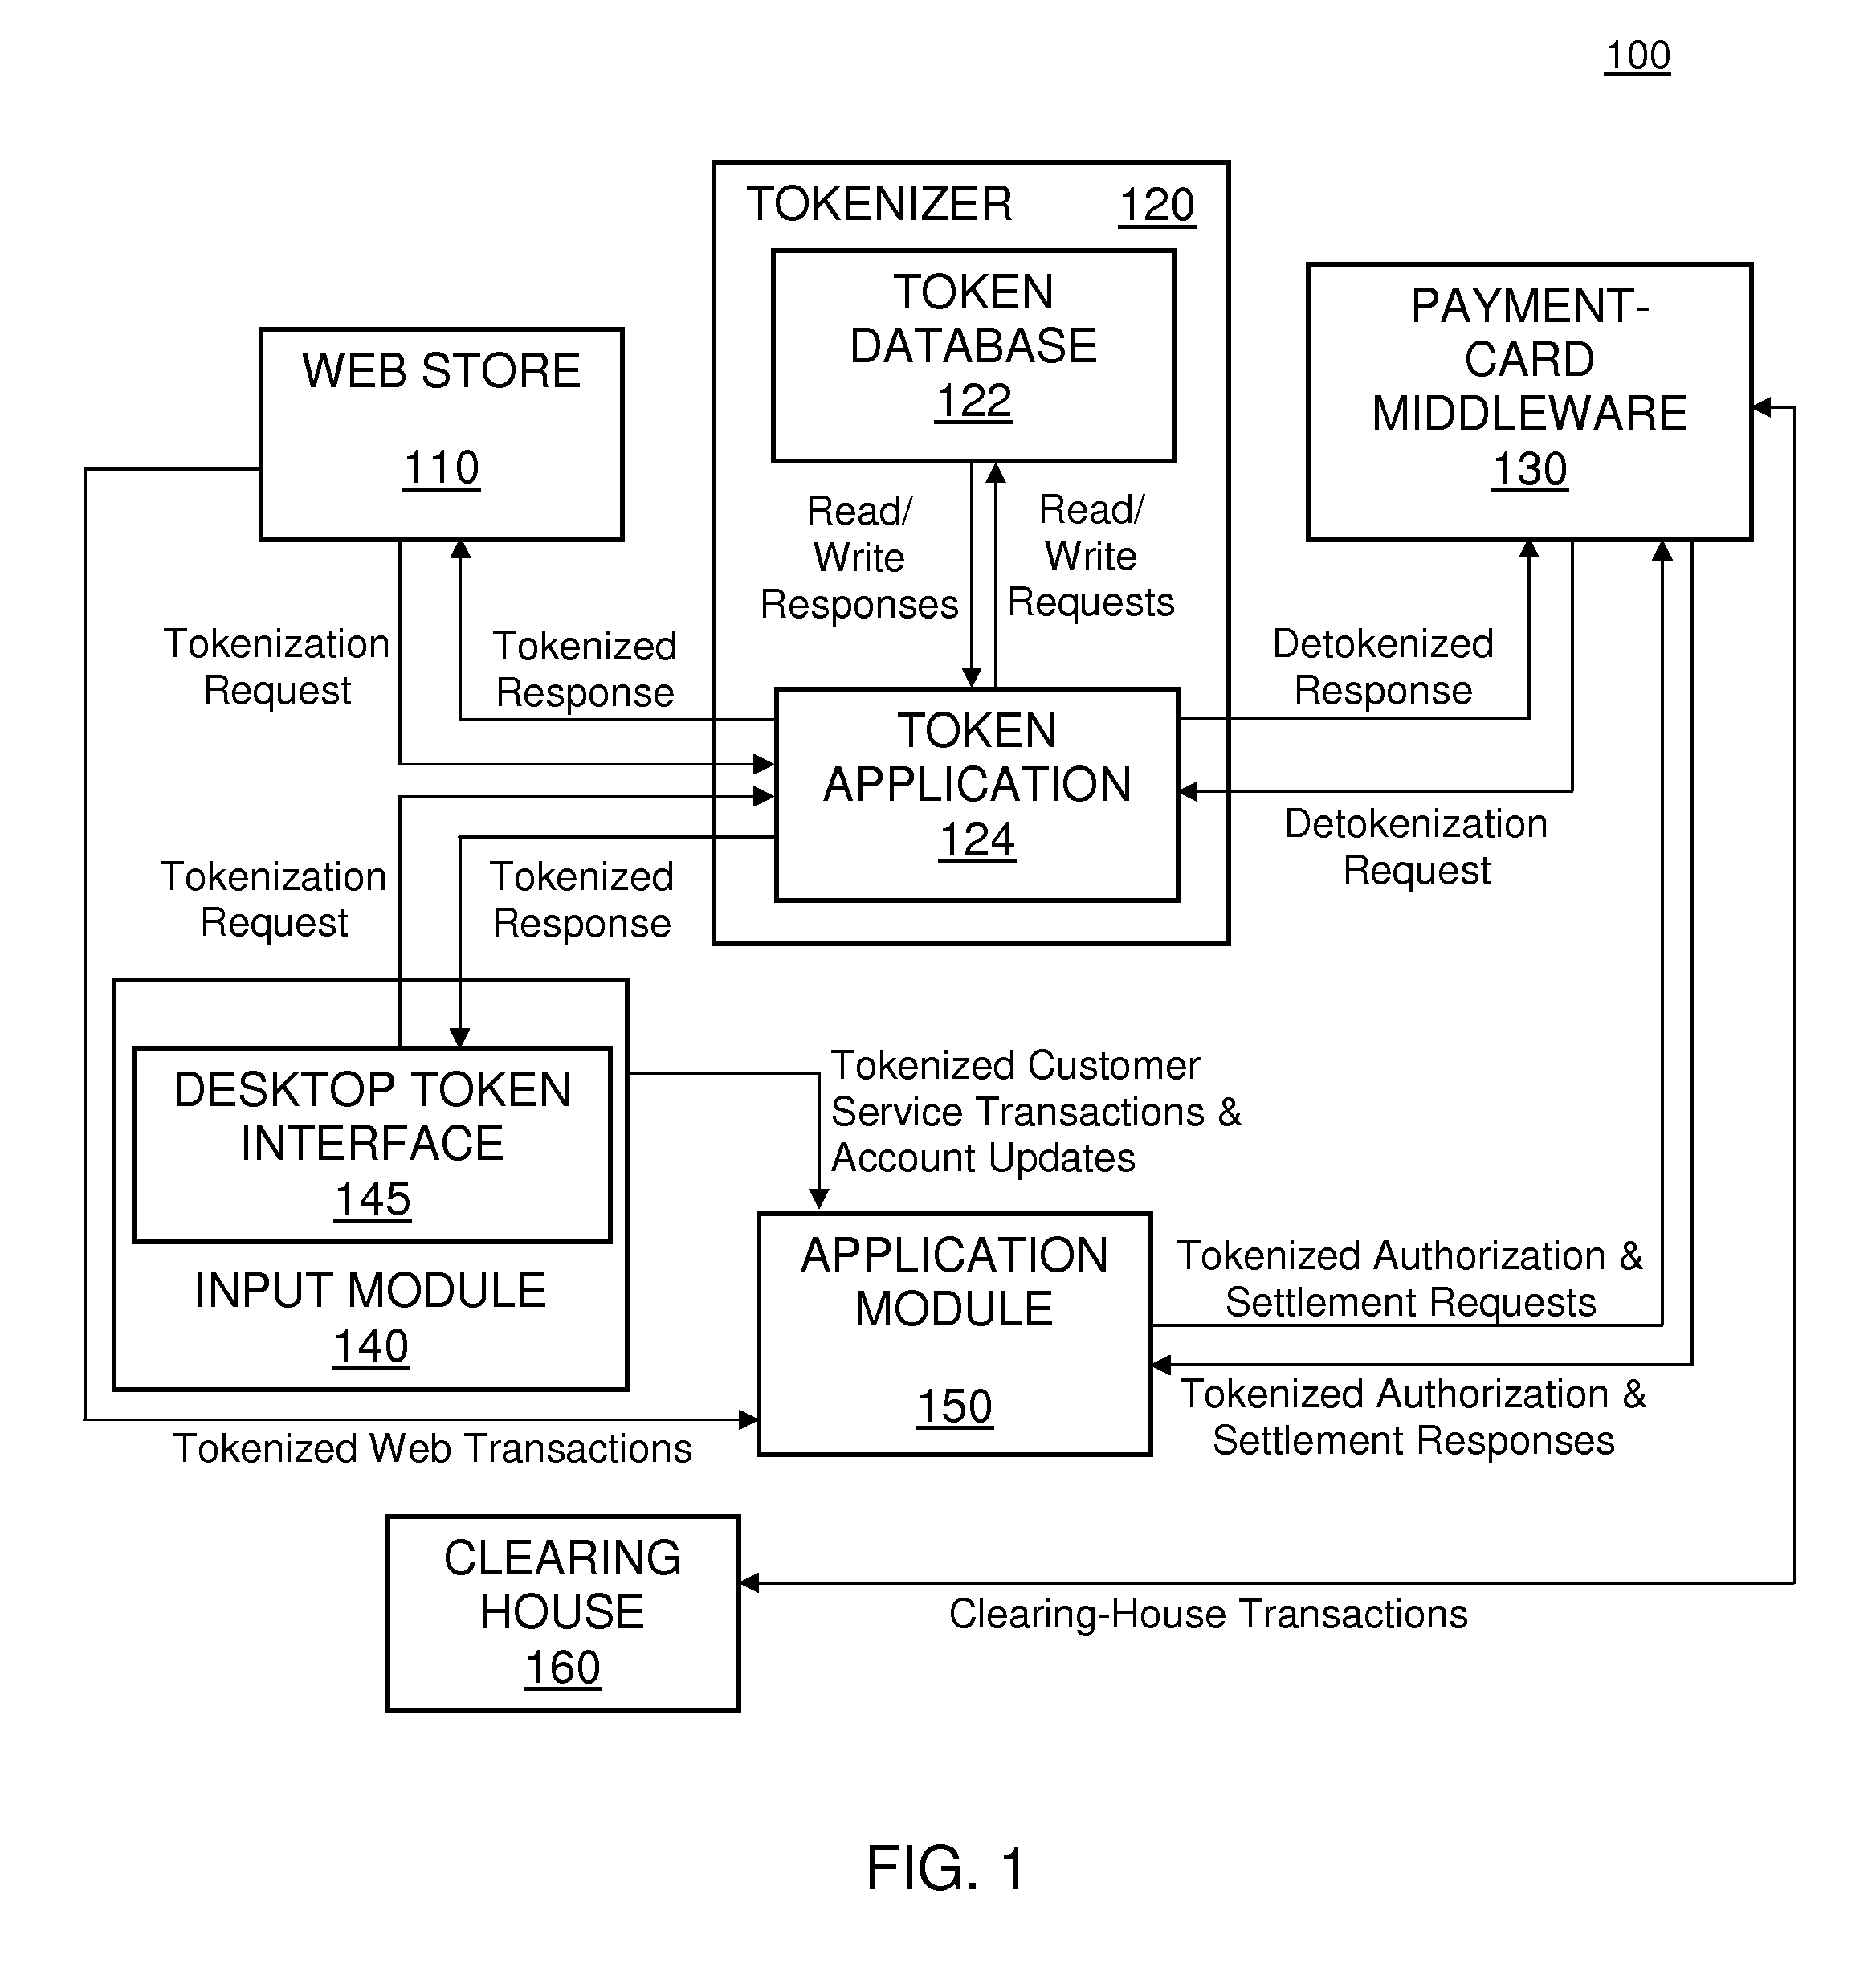 100
TOKENIZER 120
TOKEN
DATABASE
122
PAYMENT-
CARD
MIDDLEWARE
130
WEB STORE
110
Read/
Write
Responses
Read/
Write
Requests
Tokenization
Request
Tokenized
Response
Detokenized
Response
TOKEN
APPLICATION
124
Detokenization
Request
Tokenization
Request
Tokenized
Response
DESKTOP TOKEN
INTERFACE
145
INPUT MODULE
140
Tokenized Customer
Service Transactions &
Account Updates
APPLICATION
MODULE
150
Tokenized Authorization &
Settlement Requests
Tokenized Authorization &
Settlement Responses
Tokenized Web Transactions
CLEARING
HOUSE
160
Clearing-House Transactions
FIG. 1